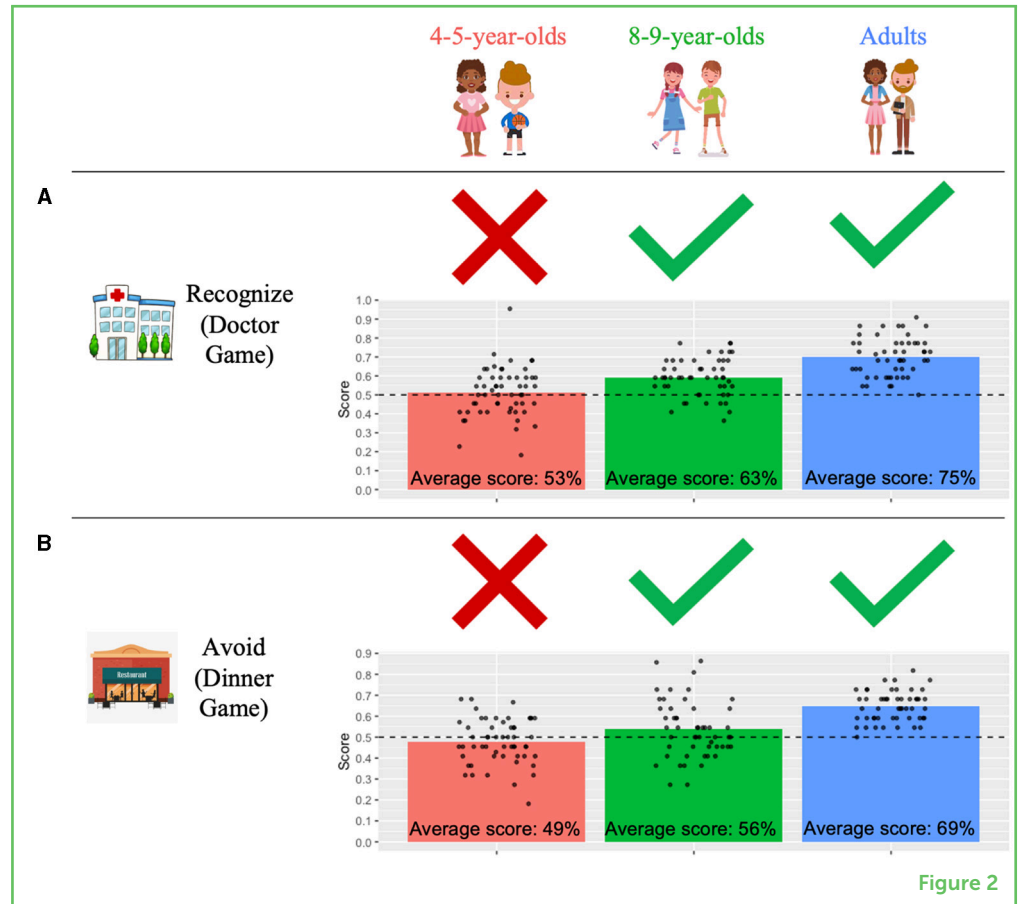 4-5-year-olds
8-9-year-olds
Adults
A
Recognize
(Doctor
Game)
Score
1.0
0.9
0.8
0.7
0.6
0.5
0.4
0.3
0.2
0.1
0.0
Average score: 53%
Average score: 63%
Average score: 75%
B
Restaurant
Avoid
(Dinner
Game)
Score
0.9
0.8
0.7
0.6
0.5
0.4
0.3
0.2
0.1
0.0
Average score: 49%
Average score: 56%
Average score: 69%
Figure 2